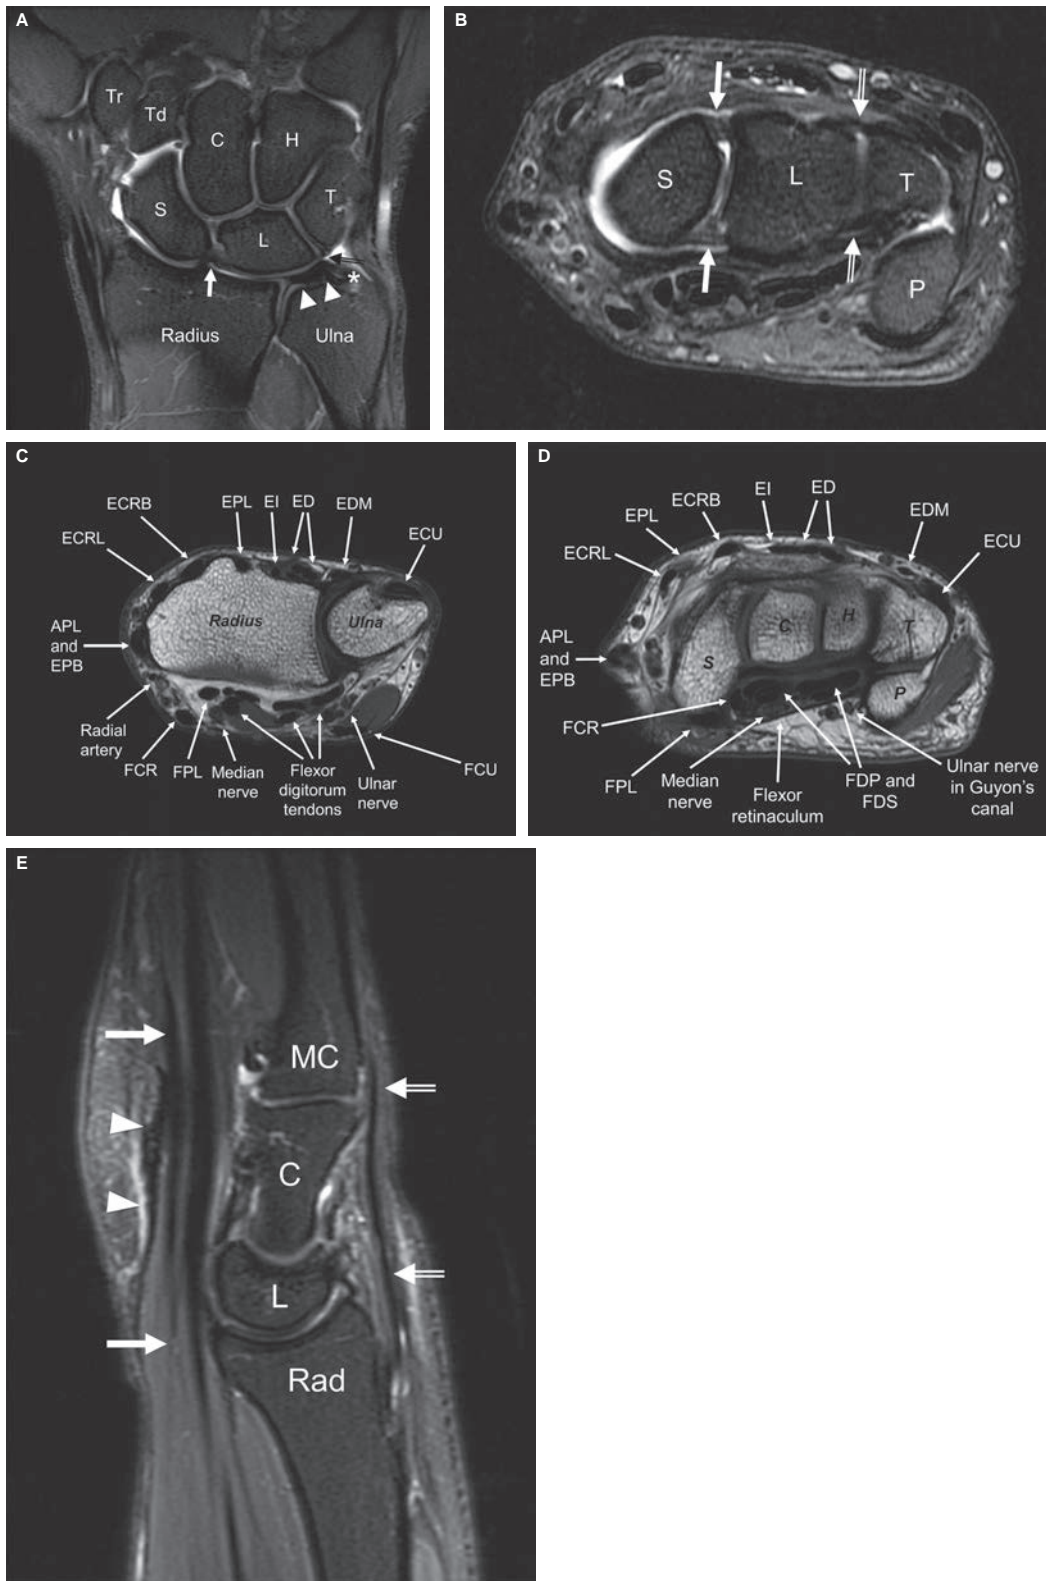 A
Tr
Td
C
H
S
T
L
*
Radius
Ulna
B
S
L
T
P
C
ECRB
EPL
EI
ED
EDM
ECRL
ECU
Radius
Ulna
APL
and
EPB
Radial
artery
FCR
FPL
Median
nerve
Flexor
digitorum
tendons
Ulnar
nerve
FCU
D
EI
ED
ECRB
EPL
EDM
ECRL
ECU
C
H
T
S
P
APL
and
EPB
FCR
FPL
Median
nerve
Flexor
retinaculum
FDP and
FDS
Ulnar nerve
in Guyon's
canal
E
MC
C
L
Rad